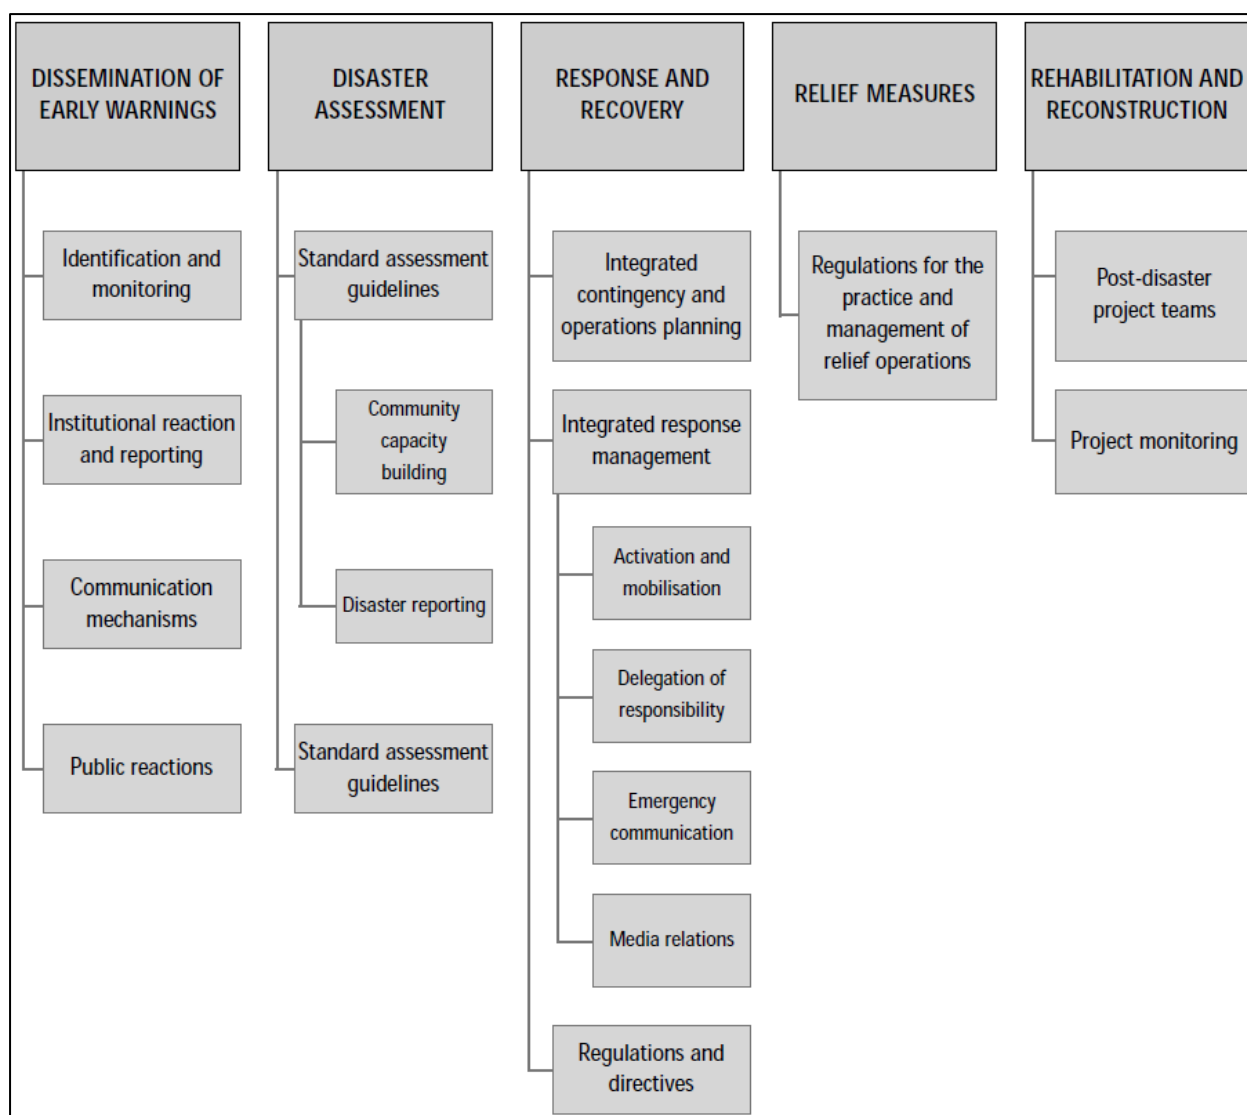 DISSEMINATION OF
EARLY WARNINGS
Identification and
monitoring
Institutional reaction
and reporting
Communication
mechanisms
Public reactions
DISASTER
ASSESSMENT
Standard assessment
guidelines
Community
capacity
building
Disaster reporting
Standard assessment
guidelines
RESPONSE AND
RECOVERY
Integrated
contingency and
operations planning
Integrated response
management
Activation and
mobilisation
Delegation of
responsibility
Emergency
communication
Media relations
Regulations and
directives
RELIEF MEASURES
Regulations for the
practice and
management of
relief operations
REHABILITATION AND
RECONSTRUCTION
Post-disaster
project teams
Project monitoring